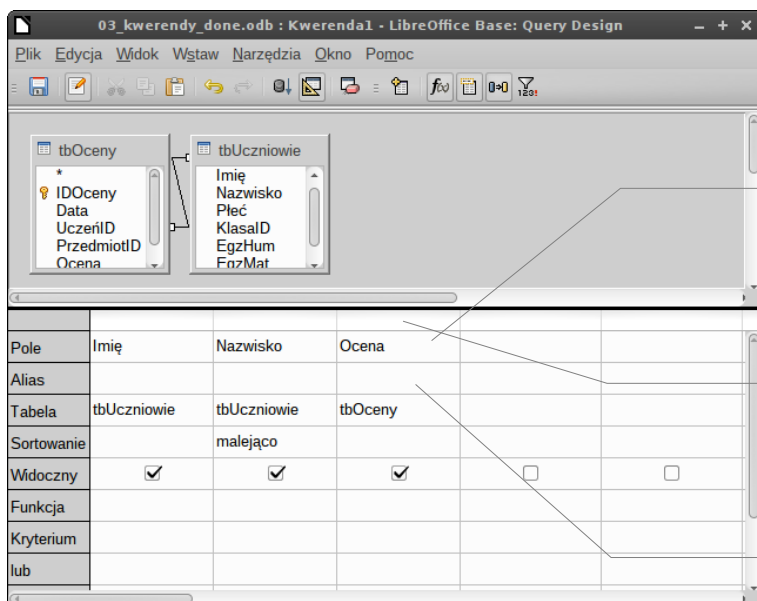 03_kwerendy_done.odb : Kwerenda1 - LibreOffice Base: Query Design
Plik Edycja Widok Wstaw Narzędzia Okno Pomoc
f(x) 120!
tbOceny
*
IDOceny
Data
UczeńID
PrzedmiotID
Ocena
tbUczniowie
Imię
Nazwisko
Płeć
KlasaID
EgzHum
EgzMat
Pole Imię Nazwisko Ocena
Alias
Tabela tbUczniowie tbUczniowie tbOceny
Sortowanie malejąco
Widoczny
Funkcja
Kryterium
lub